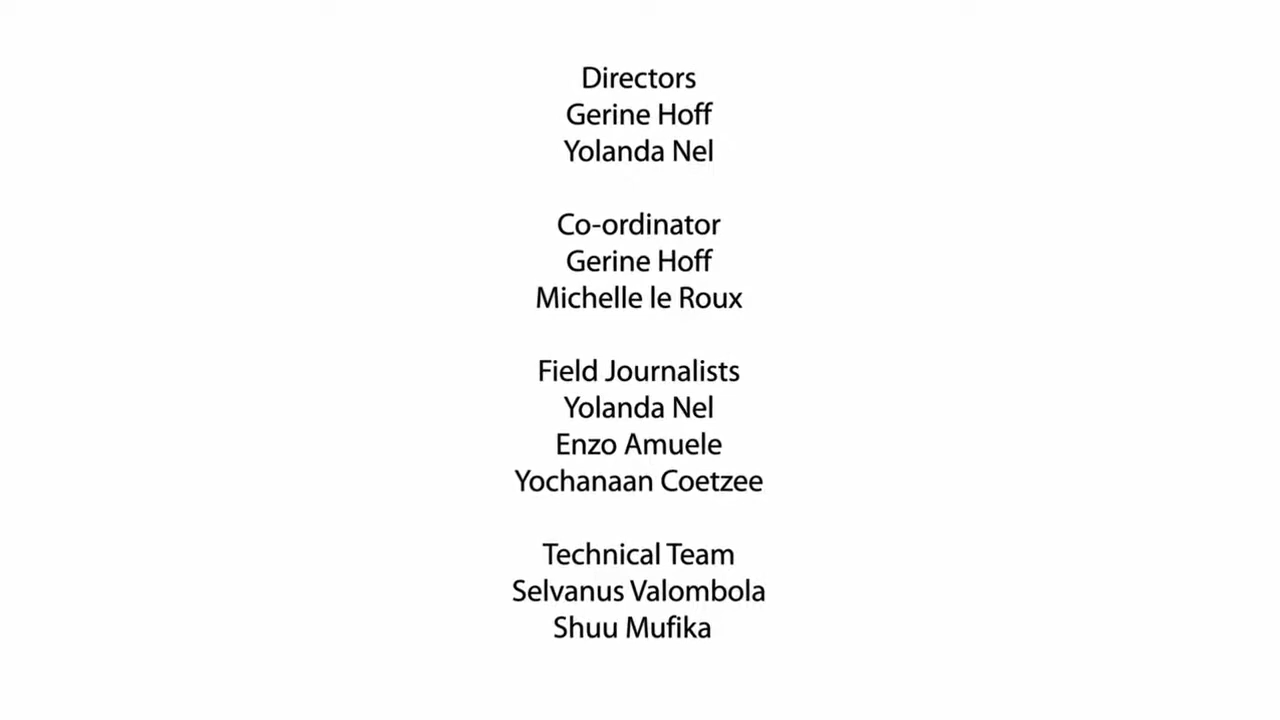 Directors
Gerine Hoff
Yolanda Nel
Co-ordinator
Gerine Hoff
Michelle le Roux
Field Journalists
Yolanda Nel
Enzo Amuele
Yochanaan Coetzee
Technical Team
Selvanus Valombola
Shuu Mufika